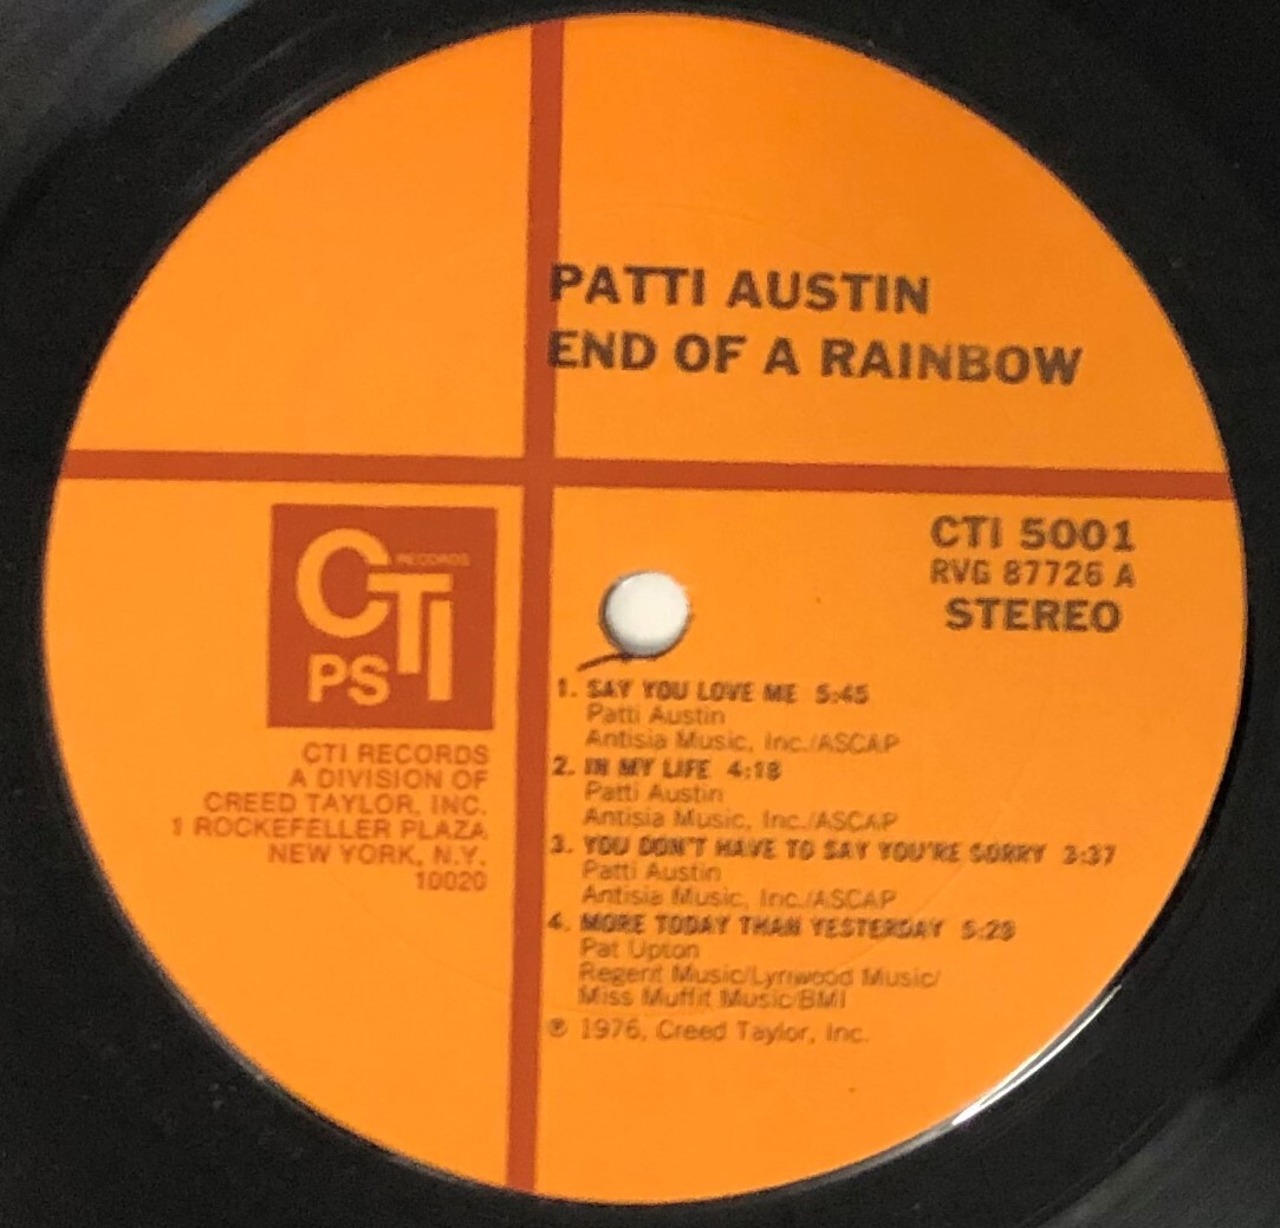 PATTI AUSTIN
END OF A RAINBOW
CTI RECORDS
PS
CTI RECORDS
A DIVISION OF
CREED TAYLOR, INC.
1 ROCKEFELLER PLAZA
NEW YORK, N.Y.
10020
CTI 5001
RVG 87726 A
STEREO
1. SAY YOU LOVE ME 5:45
Patti Austin
Antisia Music, Inc./ASCAP
2. IN MY LIFE 4:18
Patti Austin
Antisia Music, Inc./ASCAP
3. YOU DON'T HAVE TO SAY YOU'RE SORRY 3:37
Patti Austin
Antisia Music, Inc./ASCAP
4. MORE TODAY THAN YESTERDAY 5:28
Pat Upton
Regent Music/Lynwood Music/
Miss Muffit Music/BMI
℗ 1976, Creed Taylor, Inc.